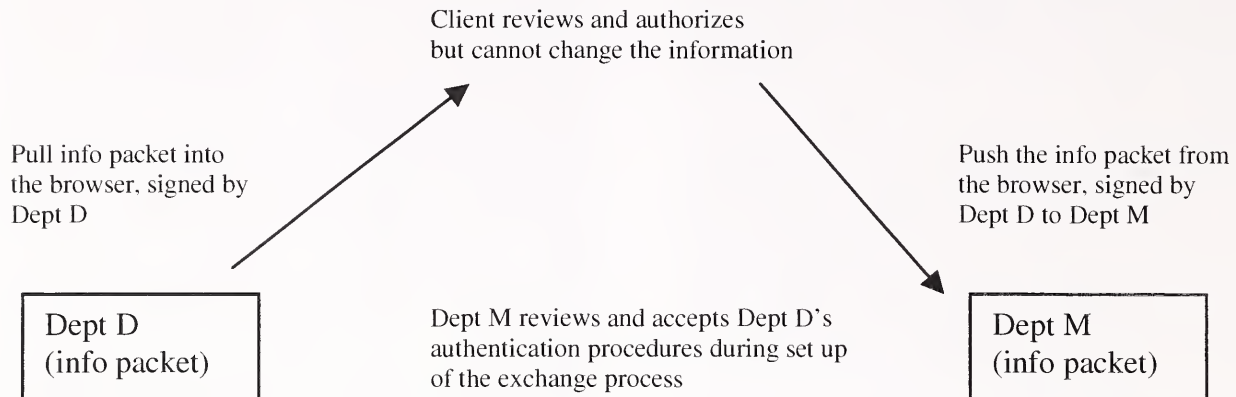 Client reviews and authorizes
but cannot change the information
Pull info packet into
the browser, signed by
Dept D
Push the info packet from
the browser, signed by
Dept D to Dept M
Dept D
(info packet)
Dept M reviews and accepts Dept D's
authentication procedures during set up
of the exchange process
Dept M
(info packet)